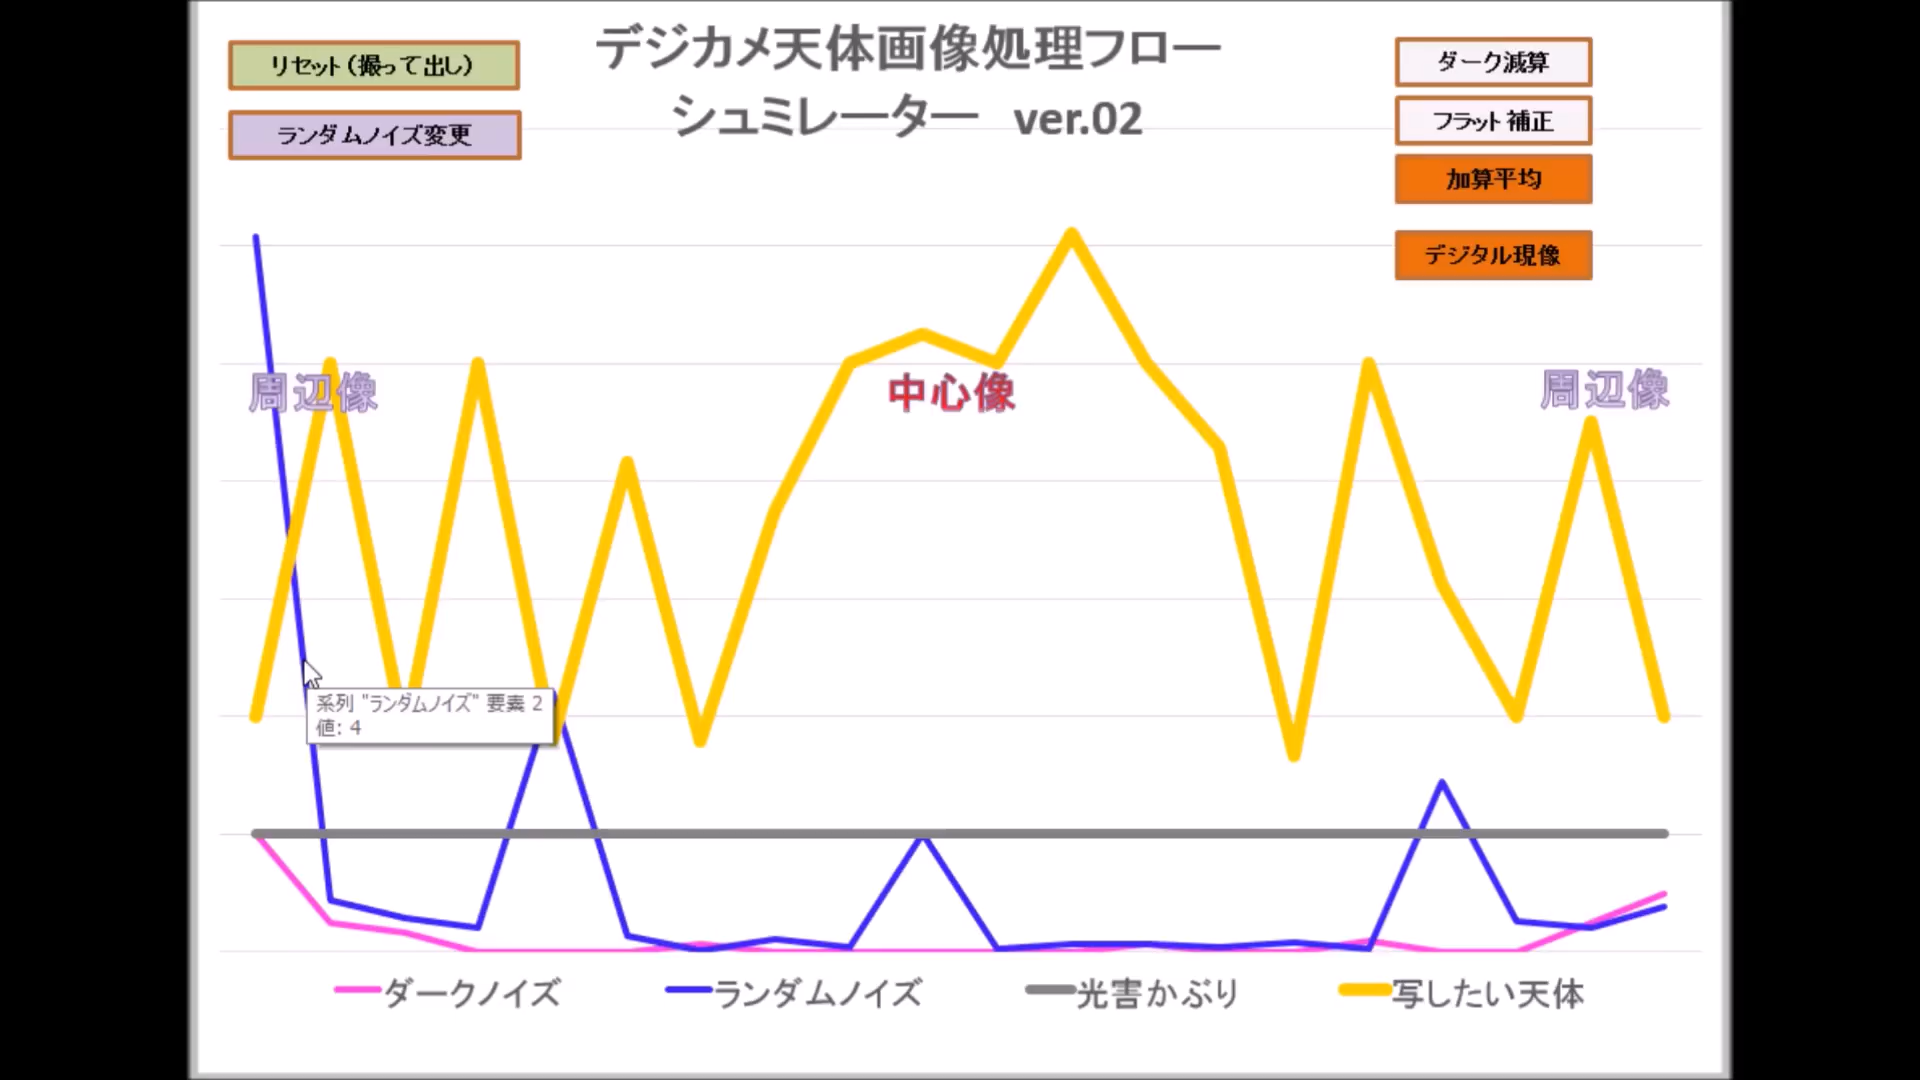 デジカメ天体画像処理フロー
シュミレーター ver.02
リセット（撮って出し）
ランダムノイズ変更
ダーク減算
フラット補正
加算平均
デジタル現像
周辺像
中心像
周辺像
系列 "ランダムノイズ" 要素 2
値: 4
ダークノイズ
ランダムノイズ
光害かぶり
写したい天体